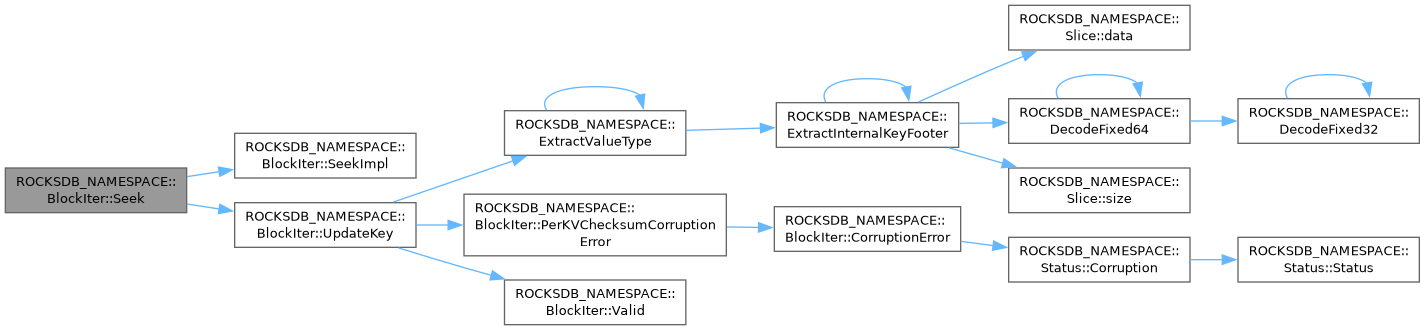 ROCKSDB_NAMESPACE::
BlockIter::Seek
ROCKSDB_NAMESPACE::
BlockIter::SeekImpl
ROCKSDB_NAMESPACE::
BlockIter::UpdateKey
ROCKSDB_NAMESPACE::
ExtractValueType
ROCKSDB_NAMESPACE::
BlockIter::PerKVChecksumCorruption
Error
ROCKSDB_NAMESPACE::
BlockIter::Valid
ROCKSDB_NAMESPACE::
ExtractInternalKeyFooter
ROCKSDB_NAMESPACE::
BlockIter::CorruptionError
ROCKSDB_NAMESPACE::
Slice::data
ROCKSDB_NAMESPACE::
DecodeFixed64
ROCKSDB_NAMESPACE::
Slice::size
ROCKSDB_NAMESPACE::
Status::Corruption
ROCKSDB_NAMESPACE::
DecodeFixed32
ROCKSDB_NAMESPACE::
Status::Status